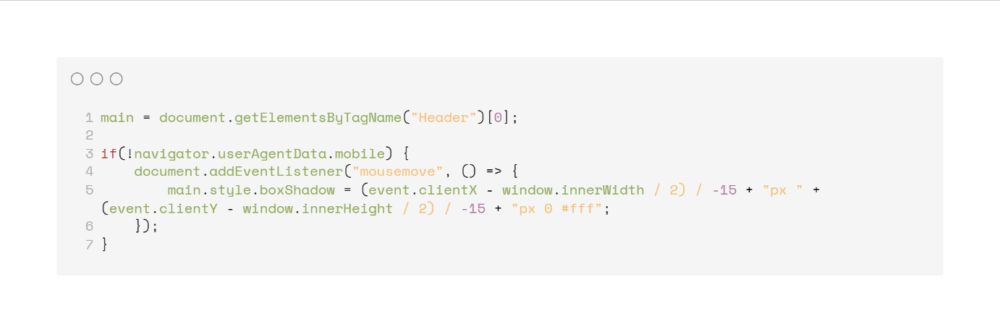 1 main = document.getElementsByTagName("Header")[0];
2
3 if(!navigator.userAgentData.mobile) {
4     document.addEventListener("mousemove", () => {
5         main.style.boxShadow = (event.clientX - window.innerWidth / 2) / -15 + "px " +
(event.clientY - window.innerHeight / 2) / -15 + "px 0 #fff";
6     });
7 }